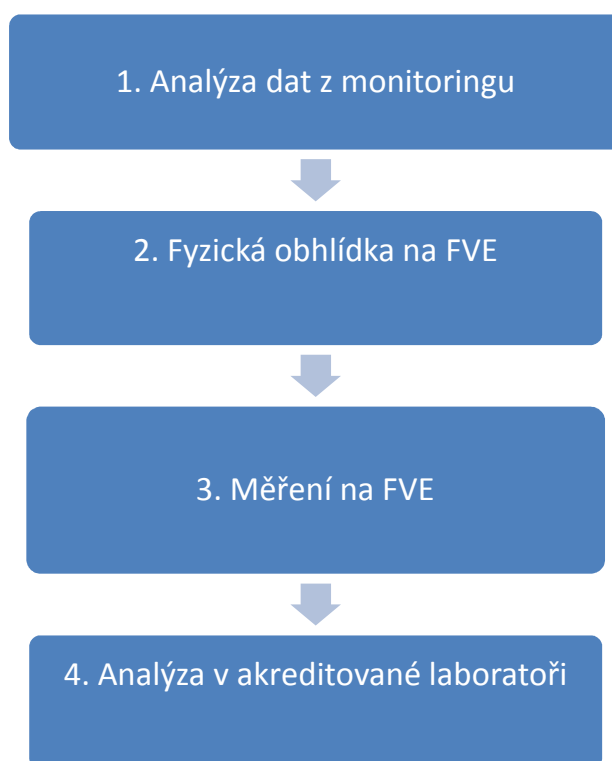 1. Analýza dat z monitoringu
2. Fyzická obhlídka na FVE
3. Měření na FVE
4. Analýza v akreditované laboratoři